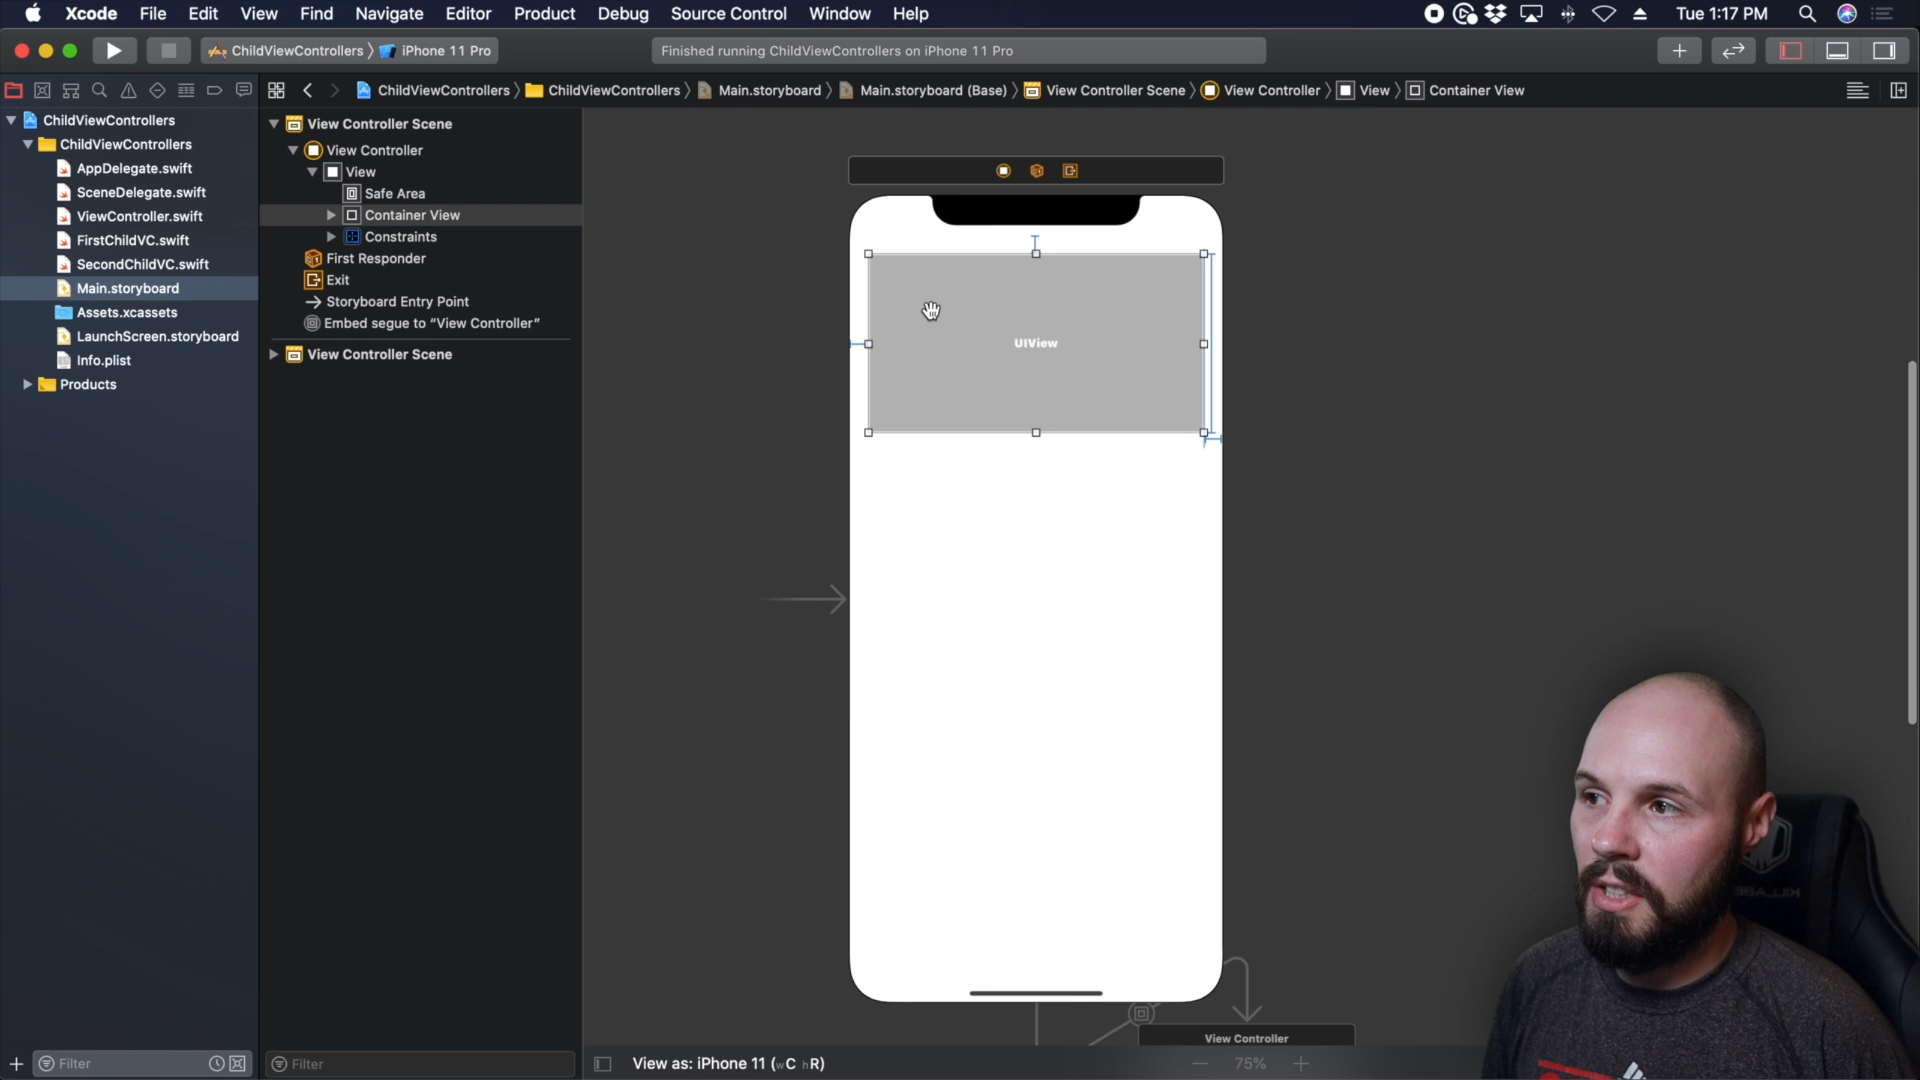 Xcode File Edit View Find Navigate Editor Product Debug Source Control Window Help Tue 1:17 PM
ChildViewControllers iPhone 11 Pro Finished running ChildViewControllers on iPhone 11 Pro
ChildViewControllers ChildViewControllers Main.storyboard Main.storyboard (Base) View Controller Scene View Controller View Container View
ChildViewControllers
ChildViewControllers
AppDelegate.swift
SceneDelegate.swift
ViewController.swift
FirstChildVC.swift
SecondChildVC.swift
Main.storyboard
Assets.xcassets
LaunchScreen.storyboard
Info.plist
Products
Filter
View Controller Scene
View Controller
View
Safe Area
Container View
Constraints
First Responder
Exit
Storyboard Entry Point
Embed segue to “View Controller”
View Controller Scene
Filter
UIView
View Controller
View as: iPhone 11 (wC hR)
75%